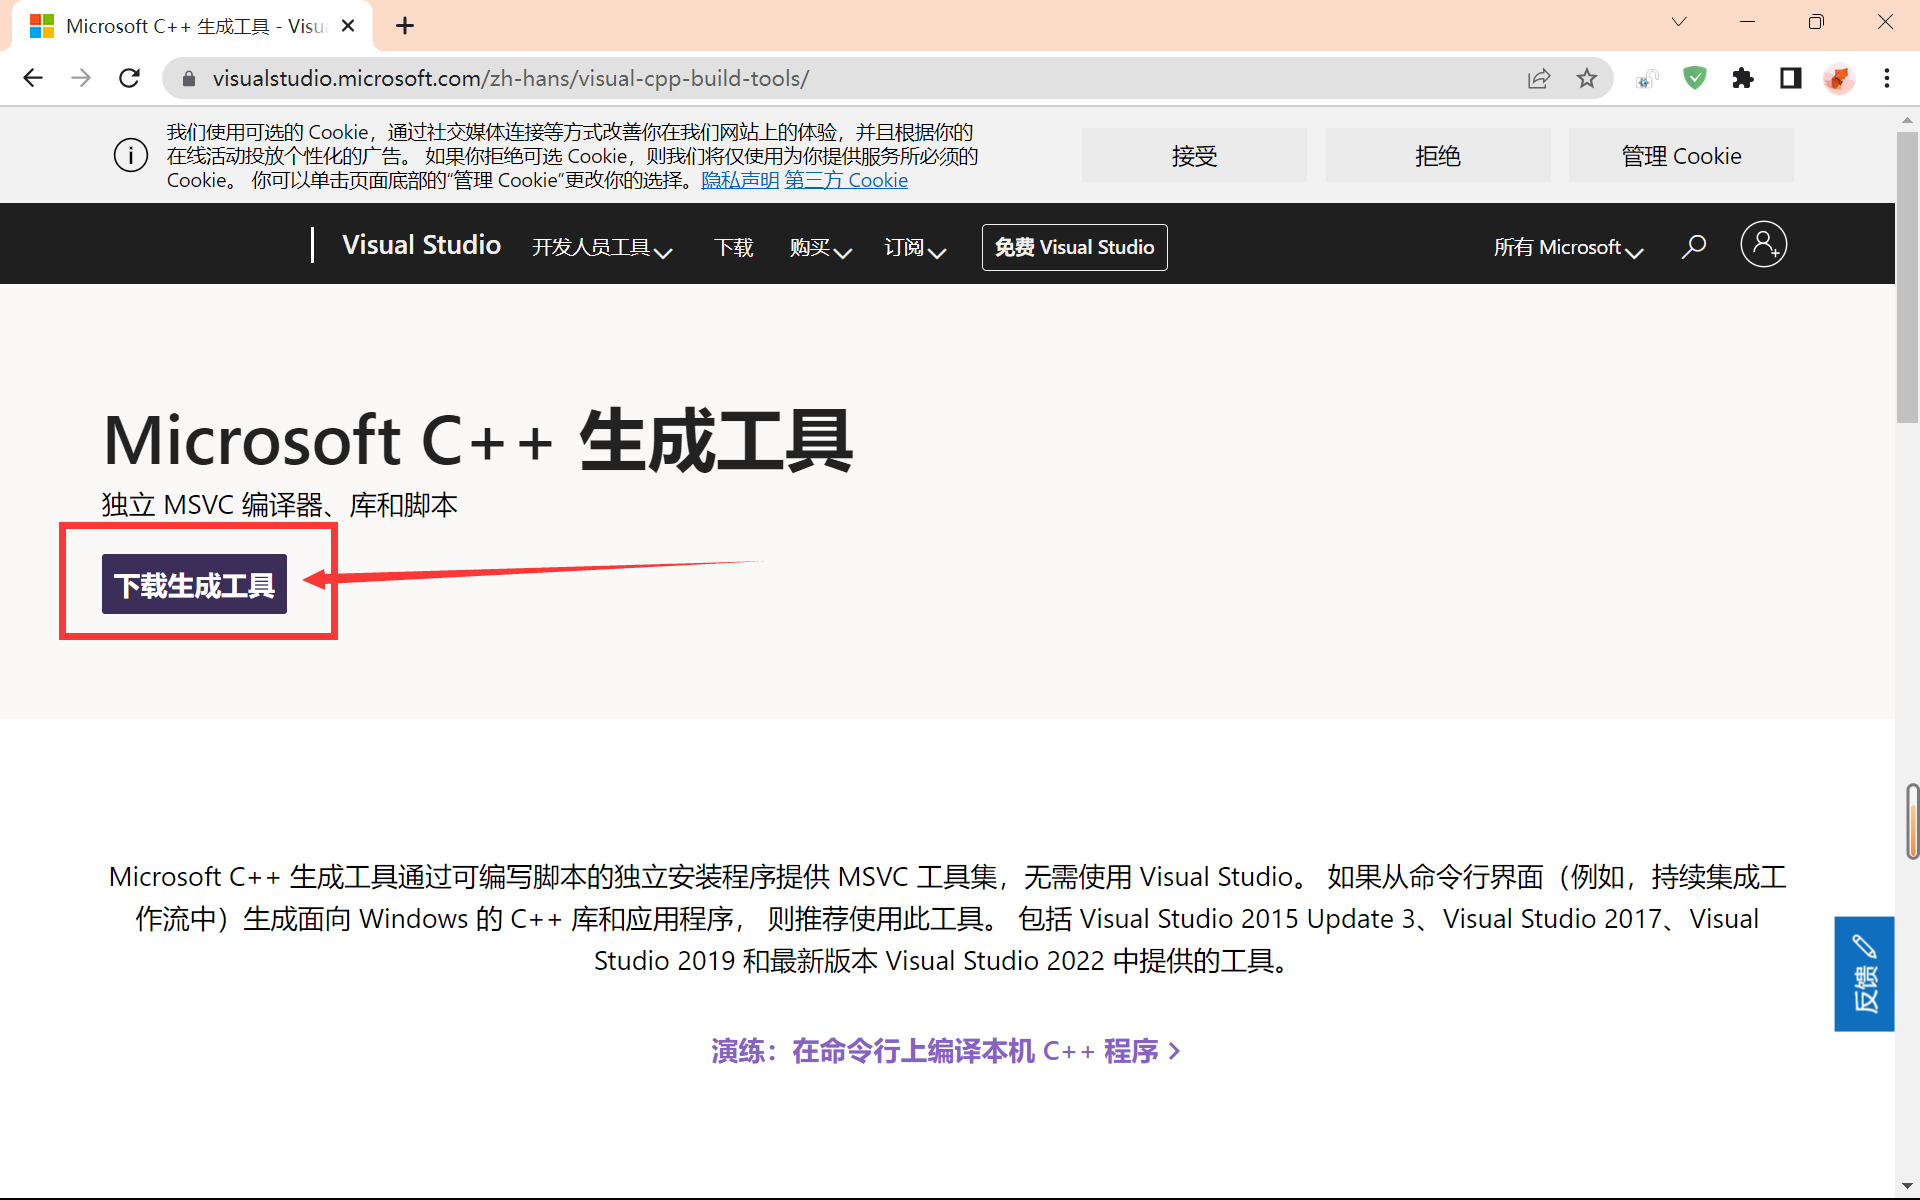 Microsoft C++ 生成工具 - Visu
visualstudio.microsoft.com/zh-hans/visual-cpp-build-tools/
我们使用可选的 Cookie，通过社交媒体连接等方式改善你在我们网站上的体验，并且根据你的
在线活动投放个性化的广告。 如果你拒绝可选 Cookie，则我们将仅使用为你提供服务所必须的
Cookie。 你可以单击页面底部的“管理 Cookie”更改你的选择。隐私声明 第三方 Cookie
接受
拒绝
管理 Cookie
Visual Studio
开发人员工具
下载
购买
订阅
免费 Visual Studio
所有 Microsoft
Microsoft C++ 生成工具
独立 MSVC 编译器、库和脚本
下载生成工具
Microsoft C++ 生成工具通过可编写脚本的独立安装程序提供 MSVC 工具集，无需使用 Visual Studio。 如果从命令行界面（例如，持续集成工
作流中）生成面向 Windows 的 C++ 库和应用程序， 则推荐使用此工具。 包括 Visual Studio 2015 Update 3、Visual Studio 2017、Visual
Studio 2019 和最新版本 Visual Studio 2022 中提供的工具。
反馈
演练：在命令行上编译本机 C++ 程序 >